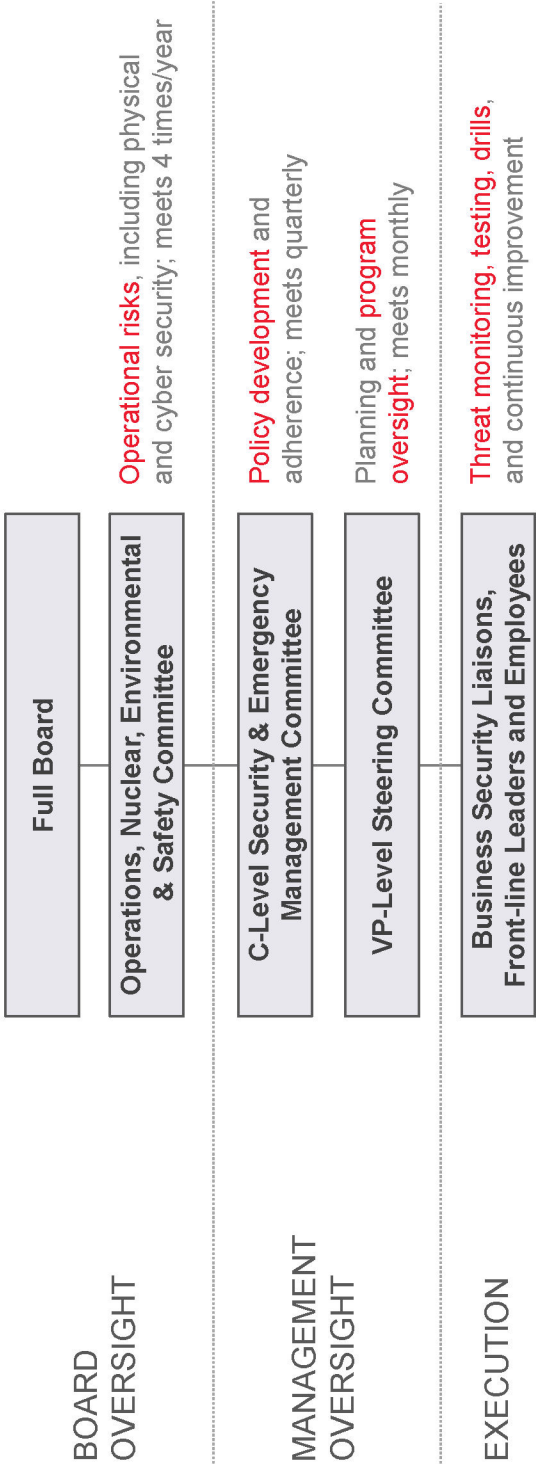 BOARD
OVERSIGHT
Full Board
Operations, Nuclear, Environmental
& Safety Committee
Operational risks, including physical
and cyber security; meets 4 times/year
MANAGEMENT
OVERSIGHT
C-Level Security & Emergency
Management Committee
Policy development and
adherence; meets quarterly
VP-Level Steering Committee
Planning and program
oversight; meets monthly
EXECUTION
Business Security Liaisons,
Front-line Leaders and Employees
Threat monitoring, testing, drills,
and continuous improvement